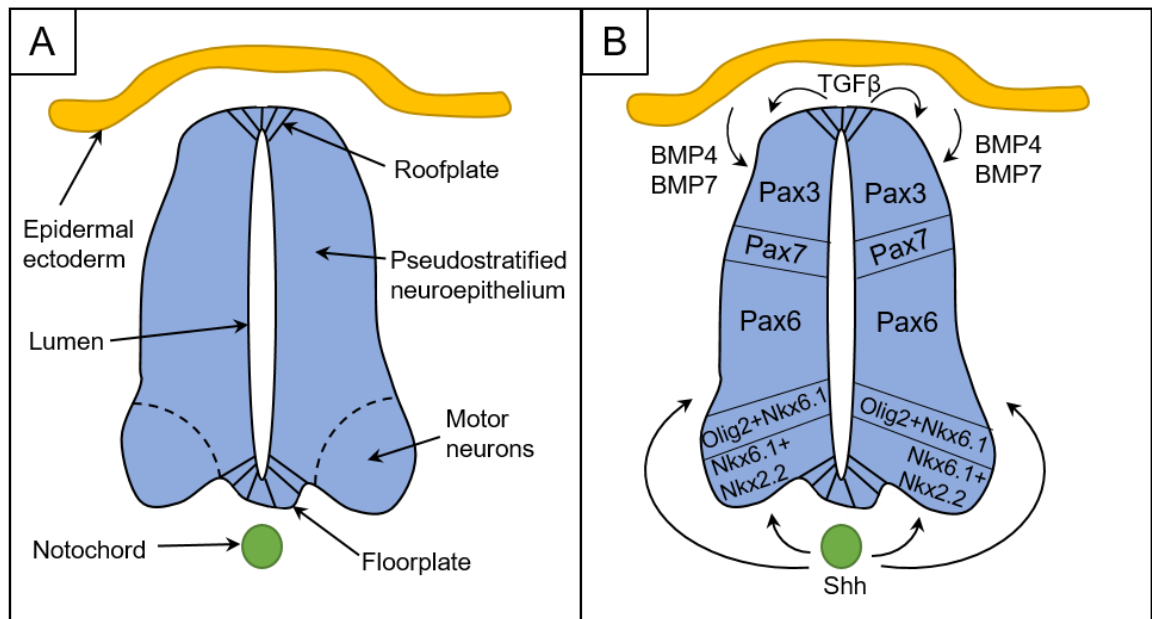 A
Roofplate
Epidermal
ectoderm
Pseudostratified
neuroepithelium
Lumen
Motor
neurons
Notochord
Floorplate
B
TGFβ
BMP4
BMP7
BMP4
BMP7
Pax3
Pax3
Pax7
Pax7
Pax6
Pax6
Olig2+Nkx6.1
Olig2+Nkx6.1
Nkx6.1+
Nkx2.2
Nkx6.1+
Nkx2.2
Shh